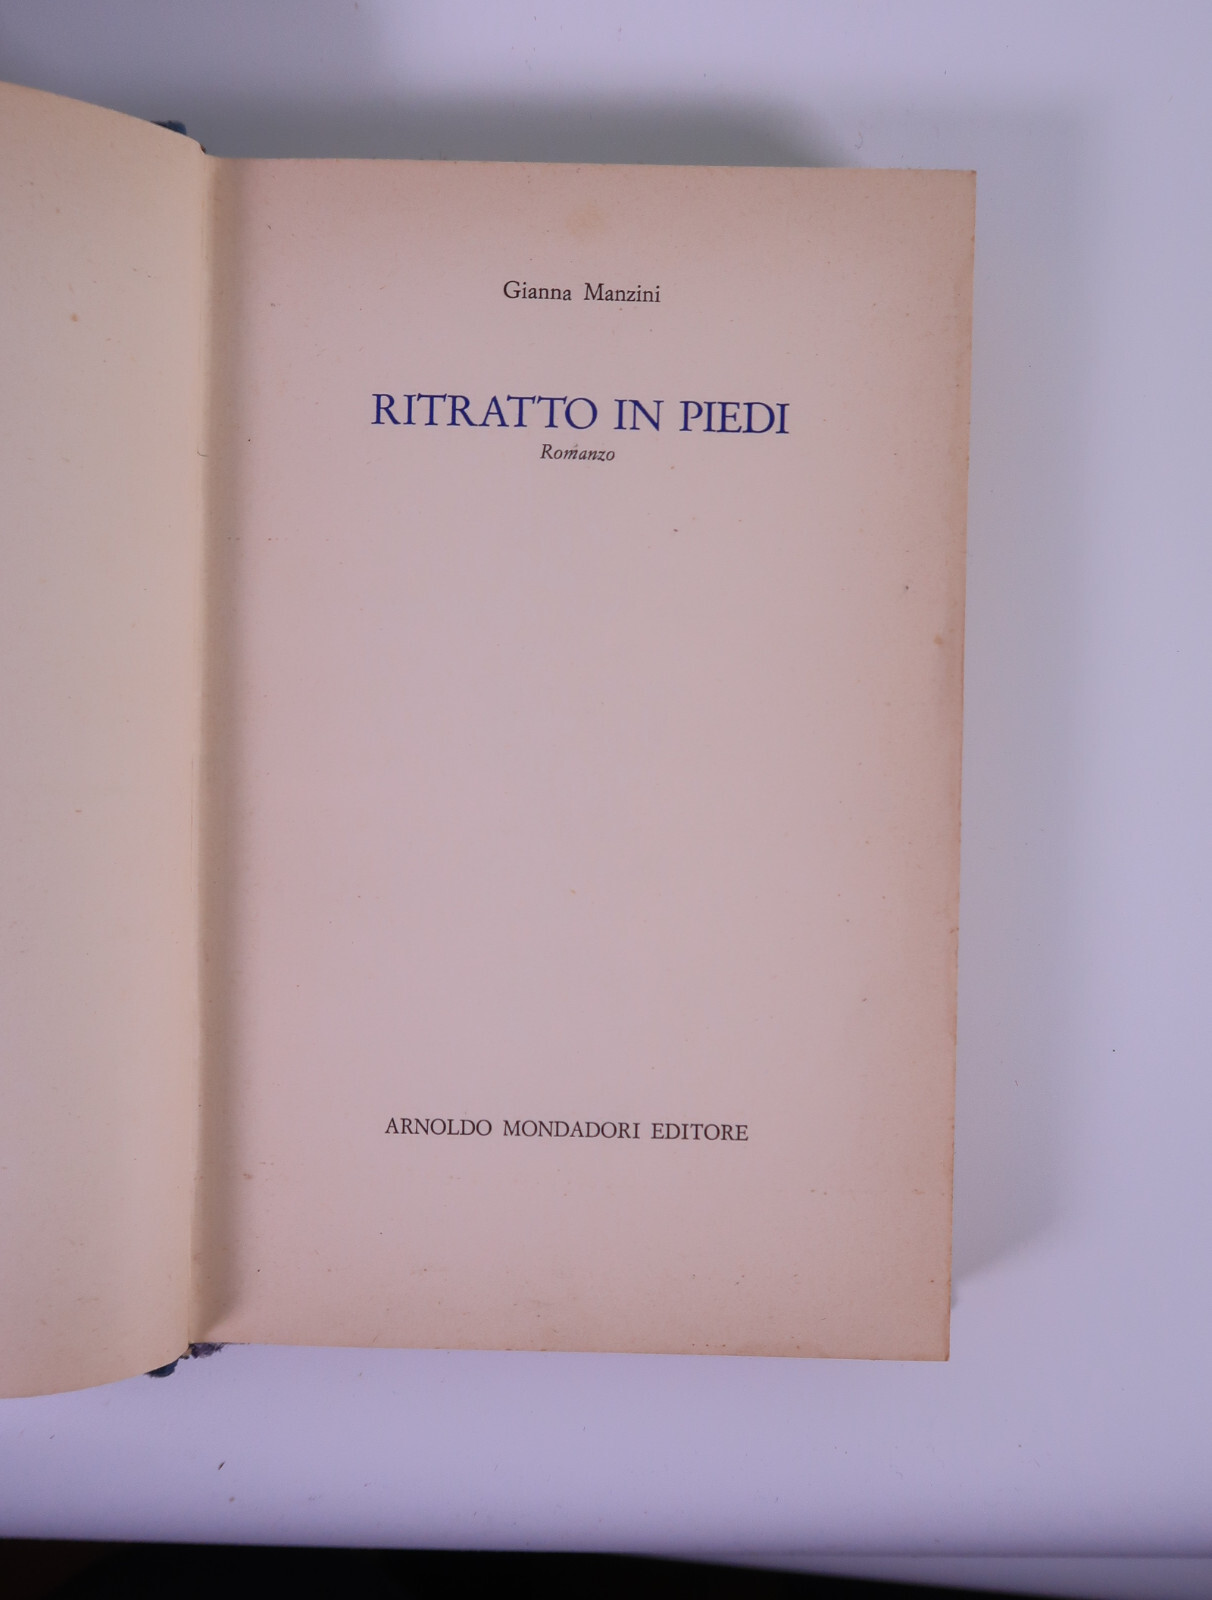 Gianna Manzini
RITRATTO IN PIEDI
Romanzo
ARNOLDO MONDADORI EDITORE